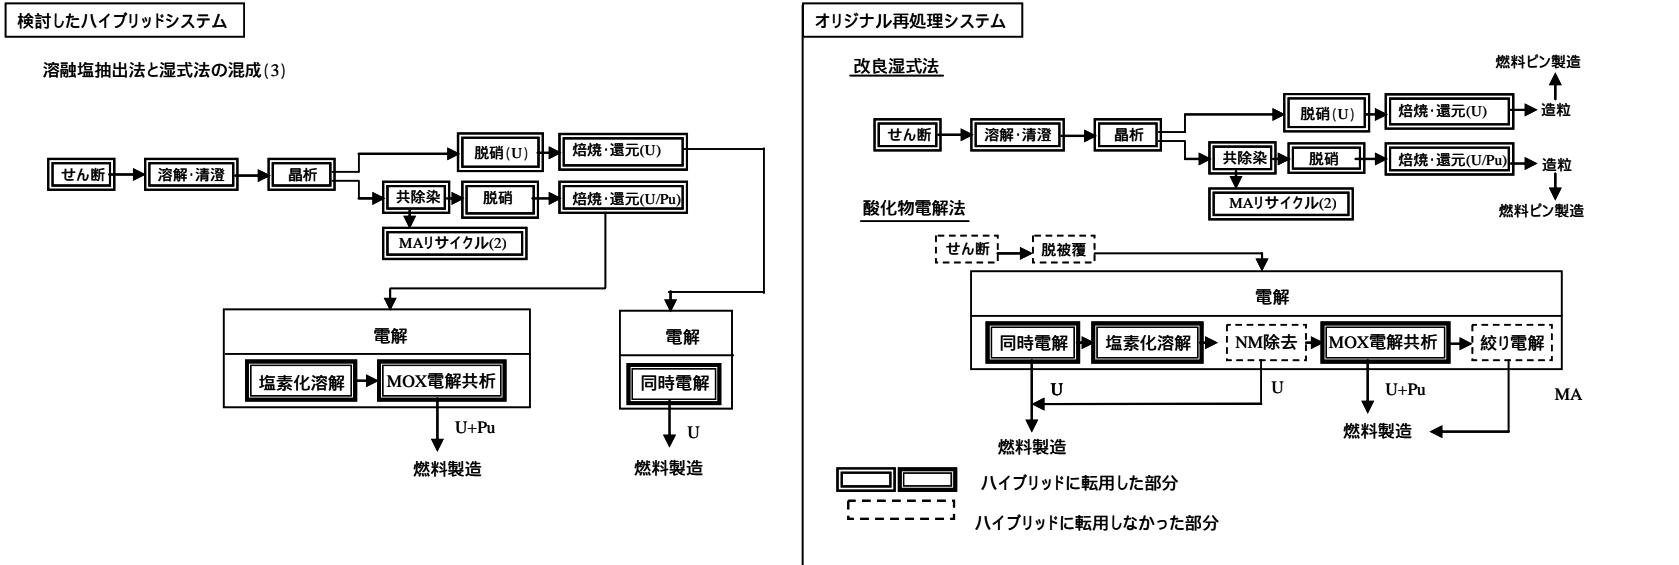 検討したハイブリッドシステム
溶融塩抽出法と湿式法の混成(3)
せん断
溶解・清澄
晶析
脱硝(U)
焙焼・還元(U)
共除染
脱硝
焙焼・還元(U/Pu)
MAリサイクル(2)
電解
塩素化溶解
MOX電解共析
U+Pu
燃料製造
電解
同時電解
U
燃料製造
オリジナル再処理システム
改良湿式法
せん断
溶解・清澄
晶析
脱硝(U)
焙焼・還元(U)
造粒
燃料ピン製造
共除染
脱硝
焙焼・還元(U/Pu)
造粒
燃料ピン製造
MAリサイクル(2)
酸化物電解法
せん断
脱被覆
電解
同時電解
塩素化溶解
NM除去
MOX電解共析
絞り電解
U
U
U+Pu
MA
燃料製造
燃料製造
ハイブリッドに転用した部分
ハイブリッドに転用しなかった部分